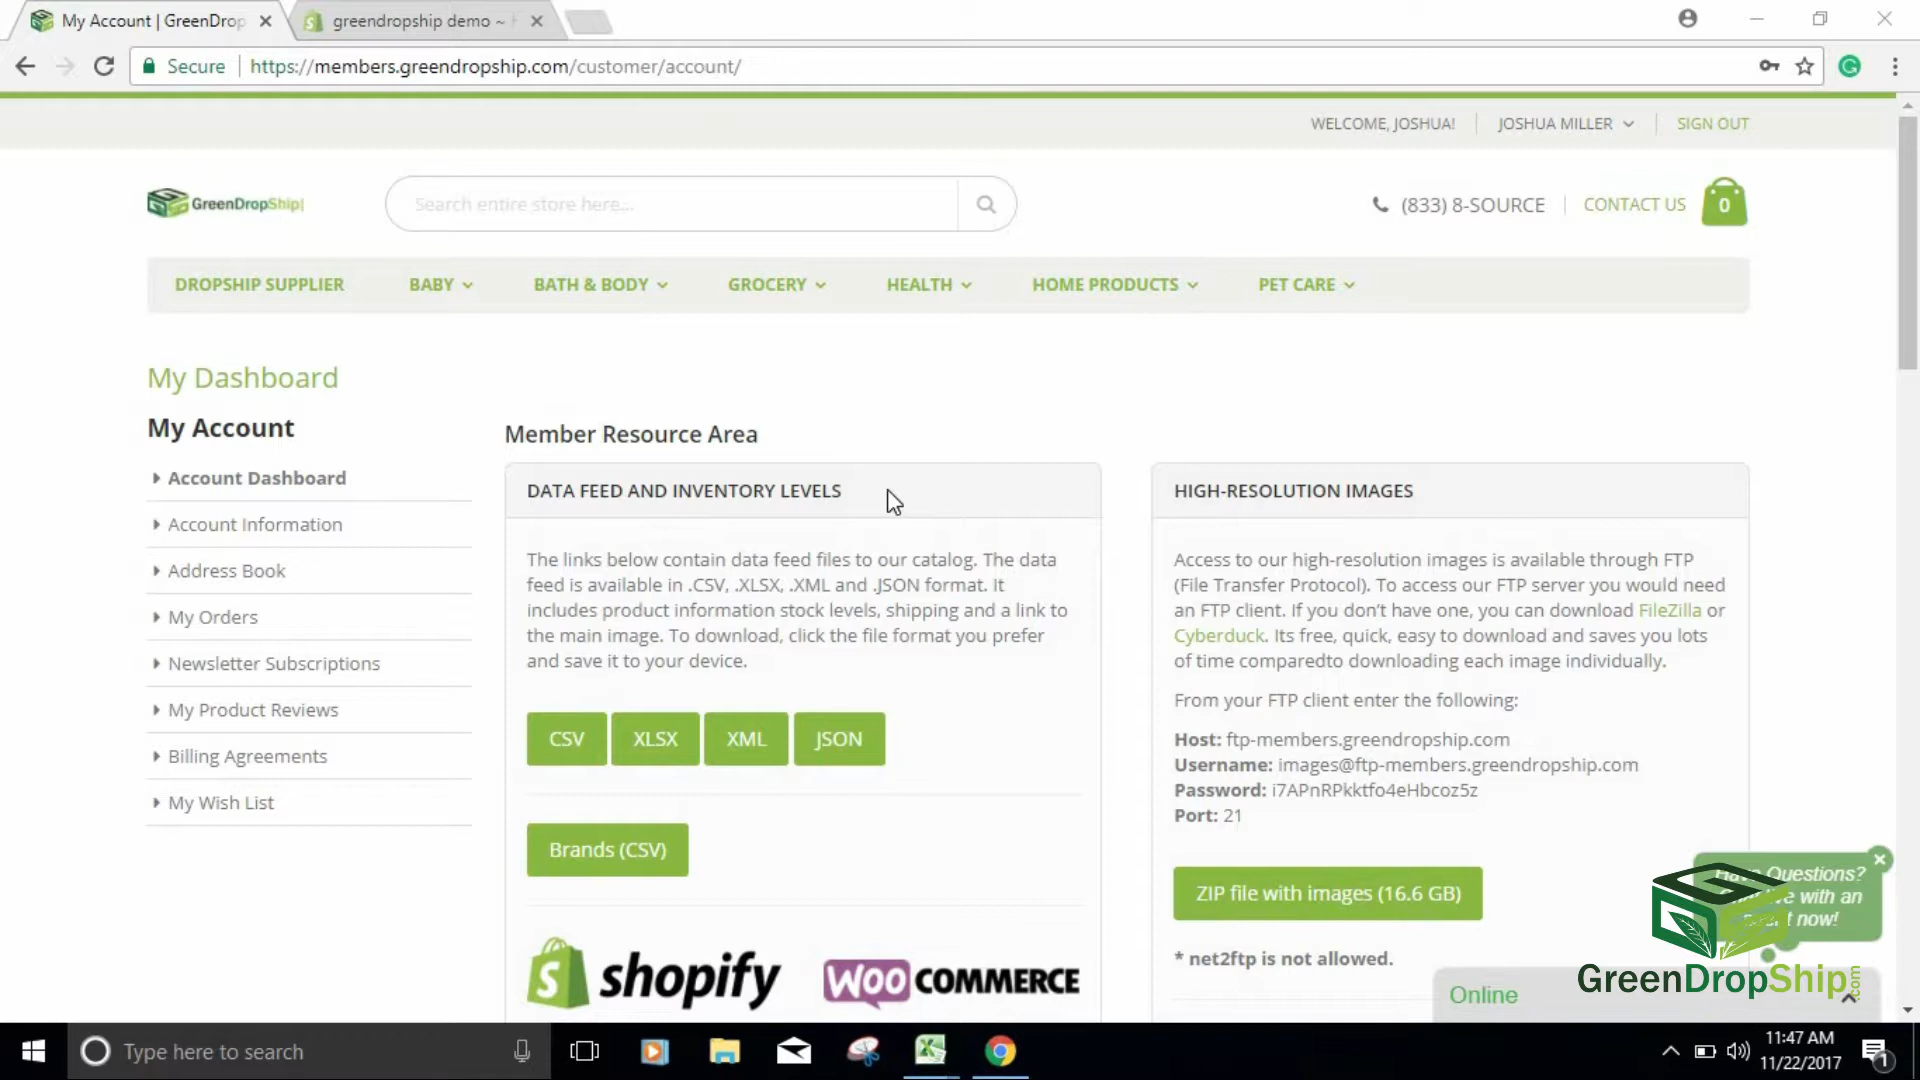 My Account | GreenDrop
greendropship demo ~
Secure | https://members.greendropship.com/customer/account/
WELCOME, JOSHUA!
JOSHUA MILLER
SIGN OUT
GreenDropShip
Search entire store here...
(833) 8-SOURCE
CONTACT US
0
DROPSHIP SUPPLIER
BABY
BATH & BODY
GROCERY
HEALTH
HOME PRODUCTS
PET CARE
My Dashboard
My Account
Account Dashboard
Account Information
Address Book
My Orders
Newsletter Subscriptions
My Product Reviews
Billing Agreements
My Wish List
Member Resource Area
DATA FEED AND INVENTORY LEVELS
The links below contain data feed files to our catalog. The data
feed is available in .CSV, .XLSX, .XML and .JSON format. It
includes product information stock levels, shipping and a link to
the main image. To download, click the file format you prefer
and save it to your device.
CSV
XLSX
XML
JSON
Brands (CSV)
shopify
WOO COMMERCE
HIGH-RESOLUTION IMAGES
Access to our high-resolution images is available through FTP
(File Transfer Protocol). To access our FTP server you would need
an FTP client. If you don't have one, you can download FileZilla or
Cyberduck. Its free, quick, easy to download and saves you lots
of time comparedto downloading each image individually.
From your FTP client enter the following:
Host: ftp-members.greendropship.com
Username: images@ftp-members.greendropship.com
Password: i7APnRPkktfo4eHbcoz5z
Port: 21
ZIP file with images (16.6 GB)
* net2ftp is not allowed.
Questions?
with an
now!
GreenDropShip.com
Online
Type here to search
11:47 AM
11/22/2017
1